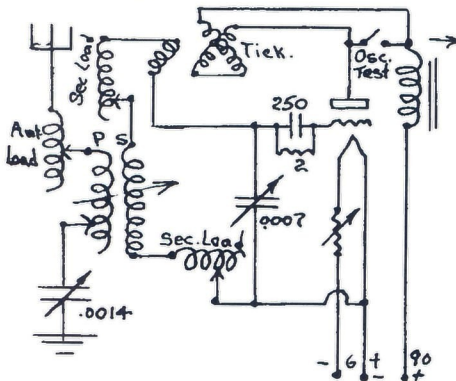 Tick.
Osc.
Test
Sec Load
250
Ant.
Load
P S
2
.0007
Sec. Load
.0014
- 6 + 90
- +